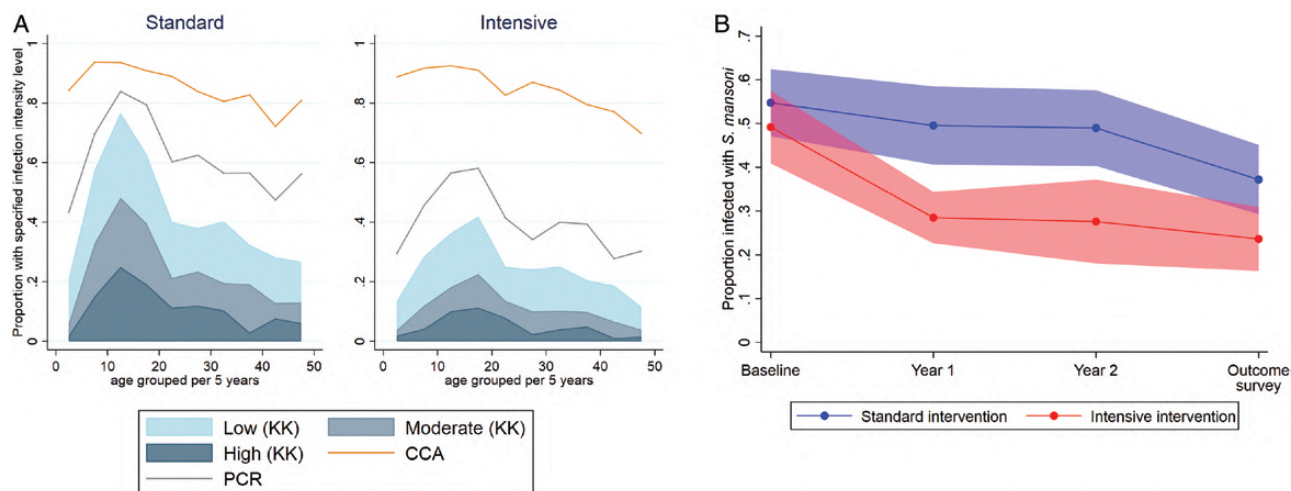 A
Standard
Intensive
Proportion with specified infection intensity level
1
.8
.6
.4
.2
0
0 10 20 30 40 50
age grouped per 5 years
1
.8
.6
.4
.2
0
0 10 20 30 40 50
age grouped per 5 years
Low (KK) Moderate (KK)
High (KK) CCA
PCR
B
Proportion infected with S. mansoni
.7
.6
.5
.4
.3
.2
.1
0
Baseline Year 1 Year 2 Outcome
survey
Standard intervention Intensive intervention